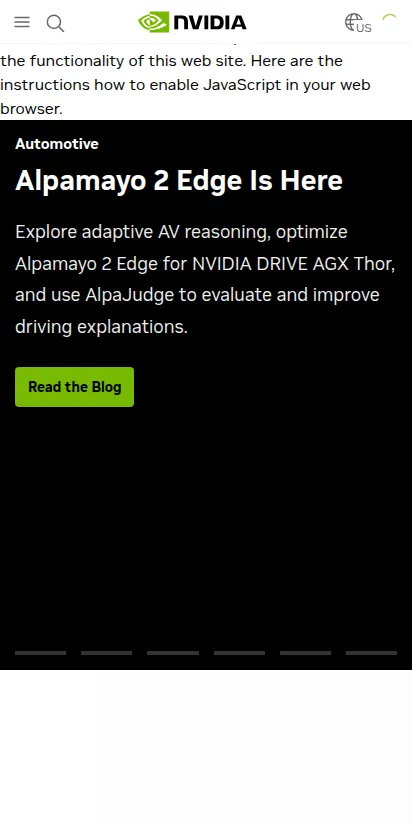 NVIDIA
US
the functionality of this web site. Here are the
instructions how to enable JavaScript in your web
browser.
Automotive
Alpamayo 2 Edge Is Here
Explore adaptive AV reasoning, optimize
Alpamayo 2 Edge for NVIDIA DRIVE AGX Thor,
and use AlpaJudge to evaluate and improve
driving explanations.
Read the Blog